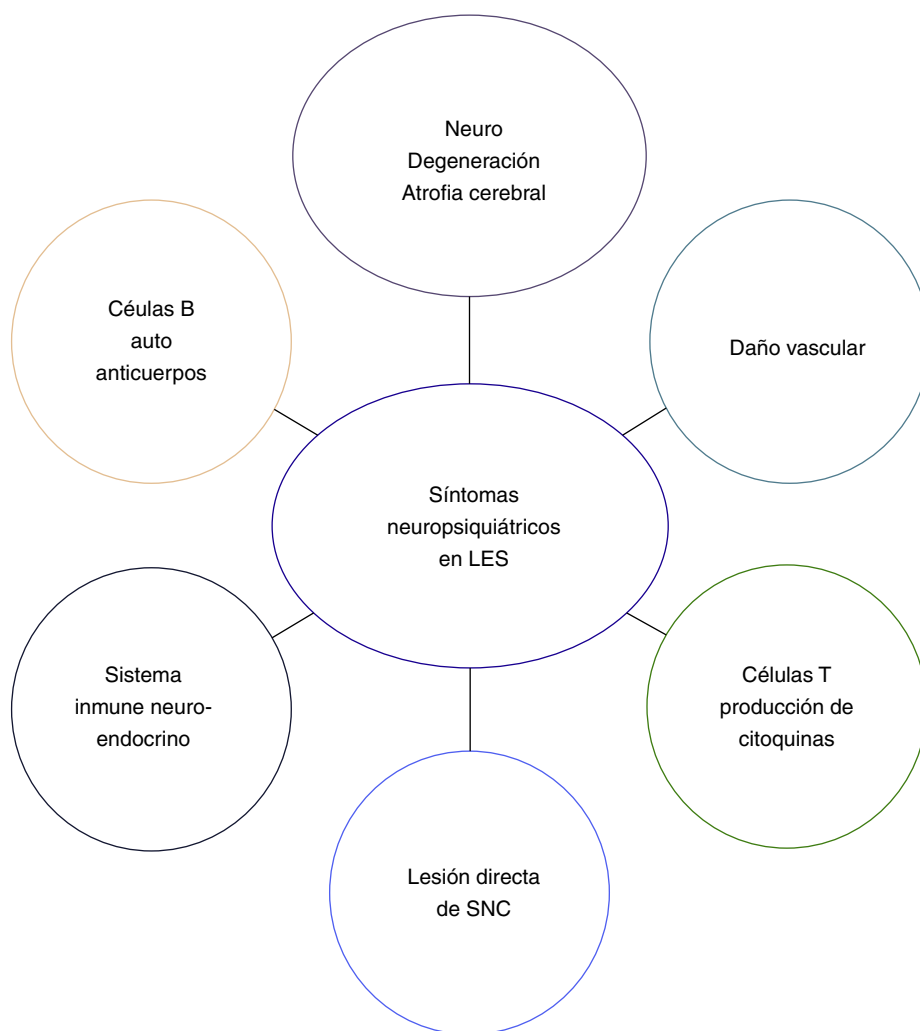 Neuro
Degeneración
Atrofia cerebral
Céulas B
auto
anticuerpos
Daño vascular
Síntomas
neuropsiquiátricos
en LES
Sistema
inmune neuro-
endocrino
Células T
producción de
citoquinas
Lesión directa
de SNC